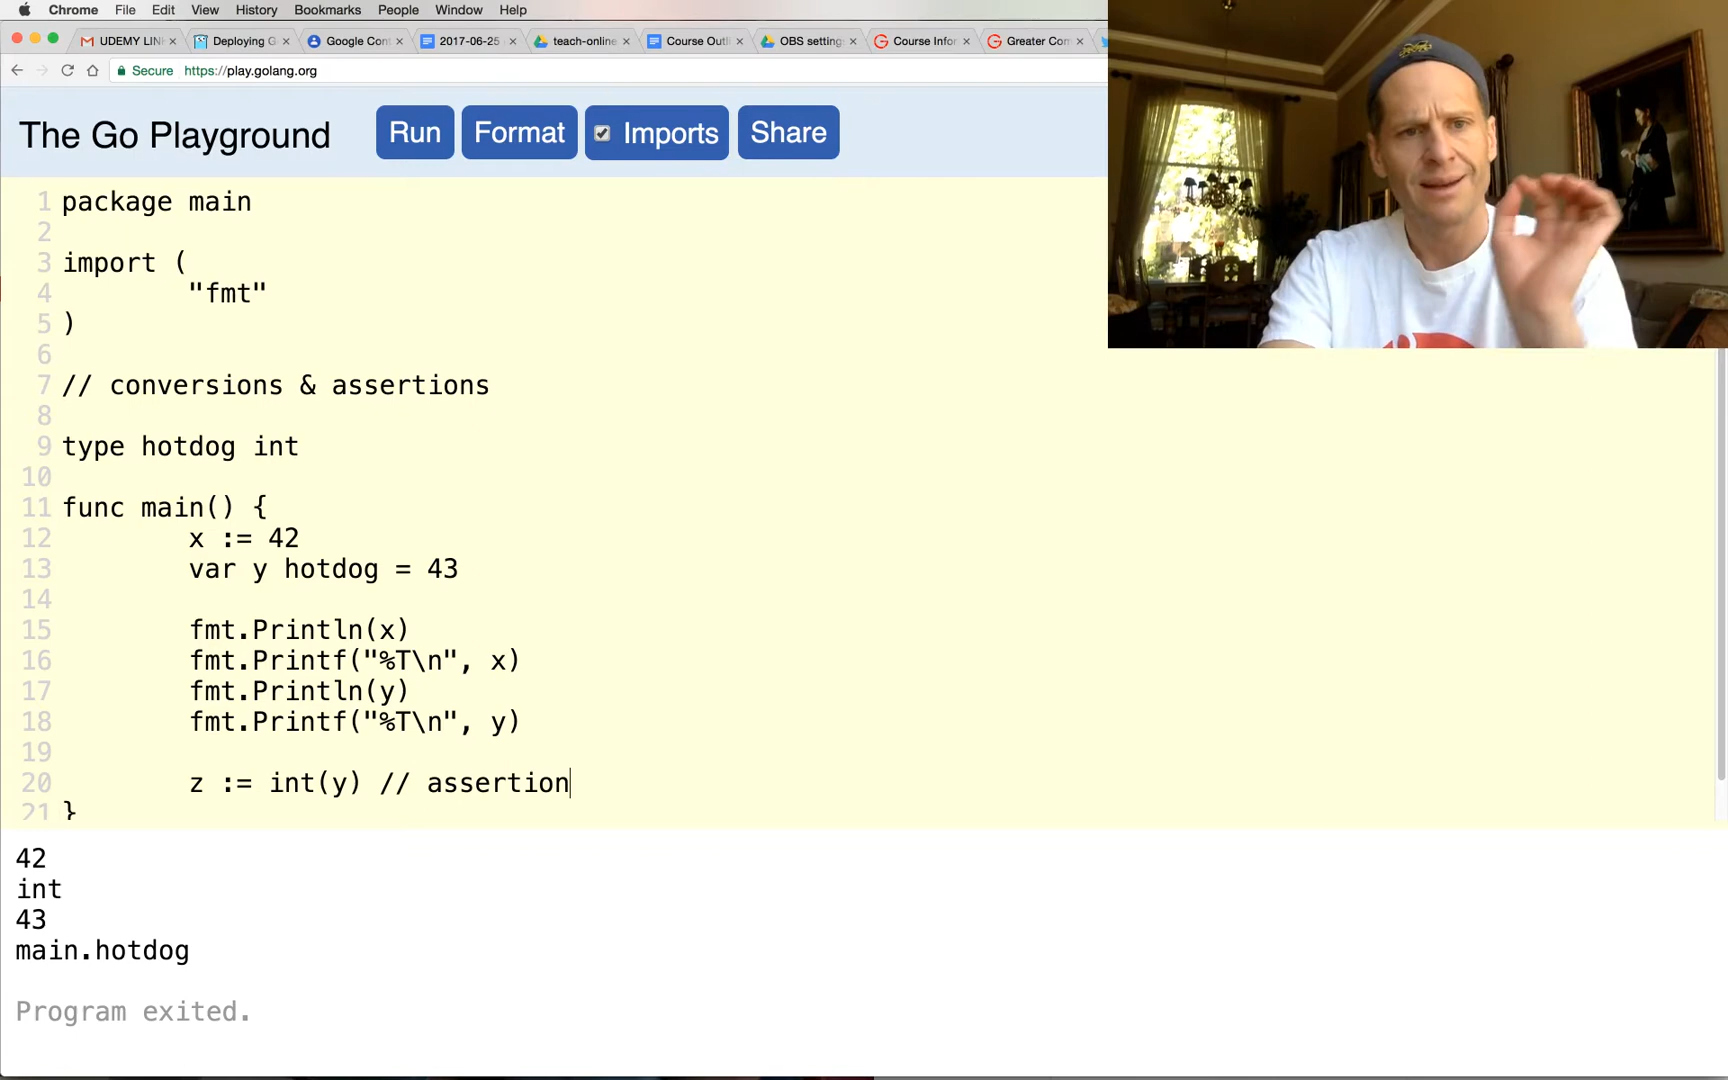 Chrome File Edit View History Bookmarks People Window Help
UDEMY LIN Deploying G Google Con 2017-06-25 teach-online Course Outl OBS setting Course Infor Greater Com
Secure https://play.golang.org
The Go Playground Run Format Imports Share
1 package main
2
3 import (
4 "fmt"
5 )
6
7 // conversions & assertions
8
9 type hotdog int
10
11 func main() {
12 x := 42
13 var y hotdog = 43
14
15 fmt.Println(x)
16 fmt.Printf("%T\n", x)
17 fmt.Println(y)
18 fmt.Printf("%T\n", y)
19
20 z := int(y) // assertion
21 }
42
int
43
main.hotdog
Program exited.